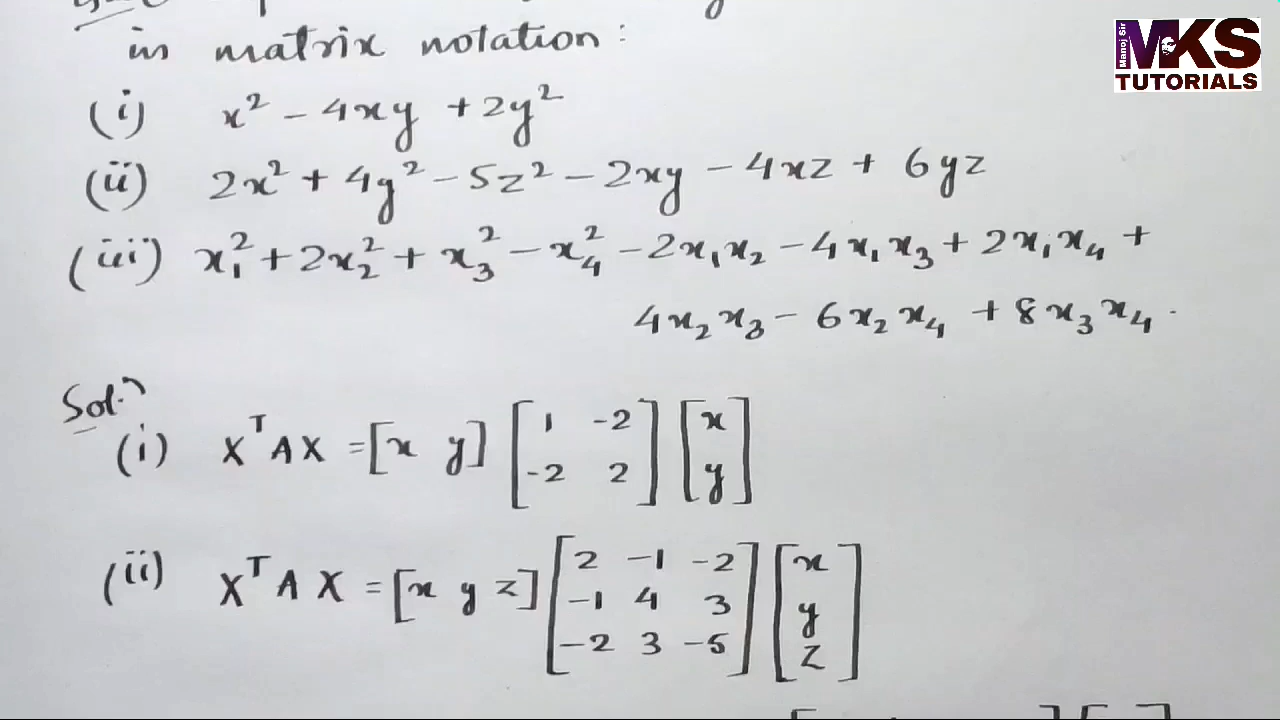 in matrix notation :
(i) x² - 4xy + 2y²
(ii) 2x² + 4y² - 5z² - 2xy - 4xz + 6yz
(iii) x₁² + 2x₂² + x₃² - x₄² - 2x₁x₂ - 4x₁x₃ + 2x₁x₄ +
4x₂x₃ - 6x₂x₄ + 8x₃x₄ .
Sol.
(i) XᵀAX = [x y] [1 -2; -2 2] [x; y]
(ii) XᵀAX = [x y z] [2 -1 -2; -1 4 3; -2 3 -5] [x; y; z]
Manoj Sir
MKS
TUTORIALS